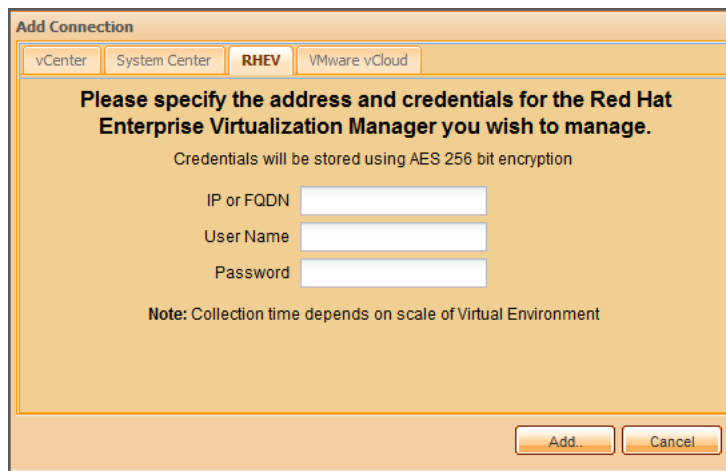 Add Connection
vCenter System Center RHEV VMware vCloud
Please specify the address and credentials for the Red Hat
Enterprise Virtualization Manager you wish to manage.
Credentials will be stored using AES 256 bit encryption
IP or FQDN
User Name
Password
Note: Collection time depends on scale of Virtual Environment
Add.. Cancel